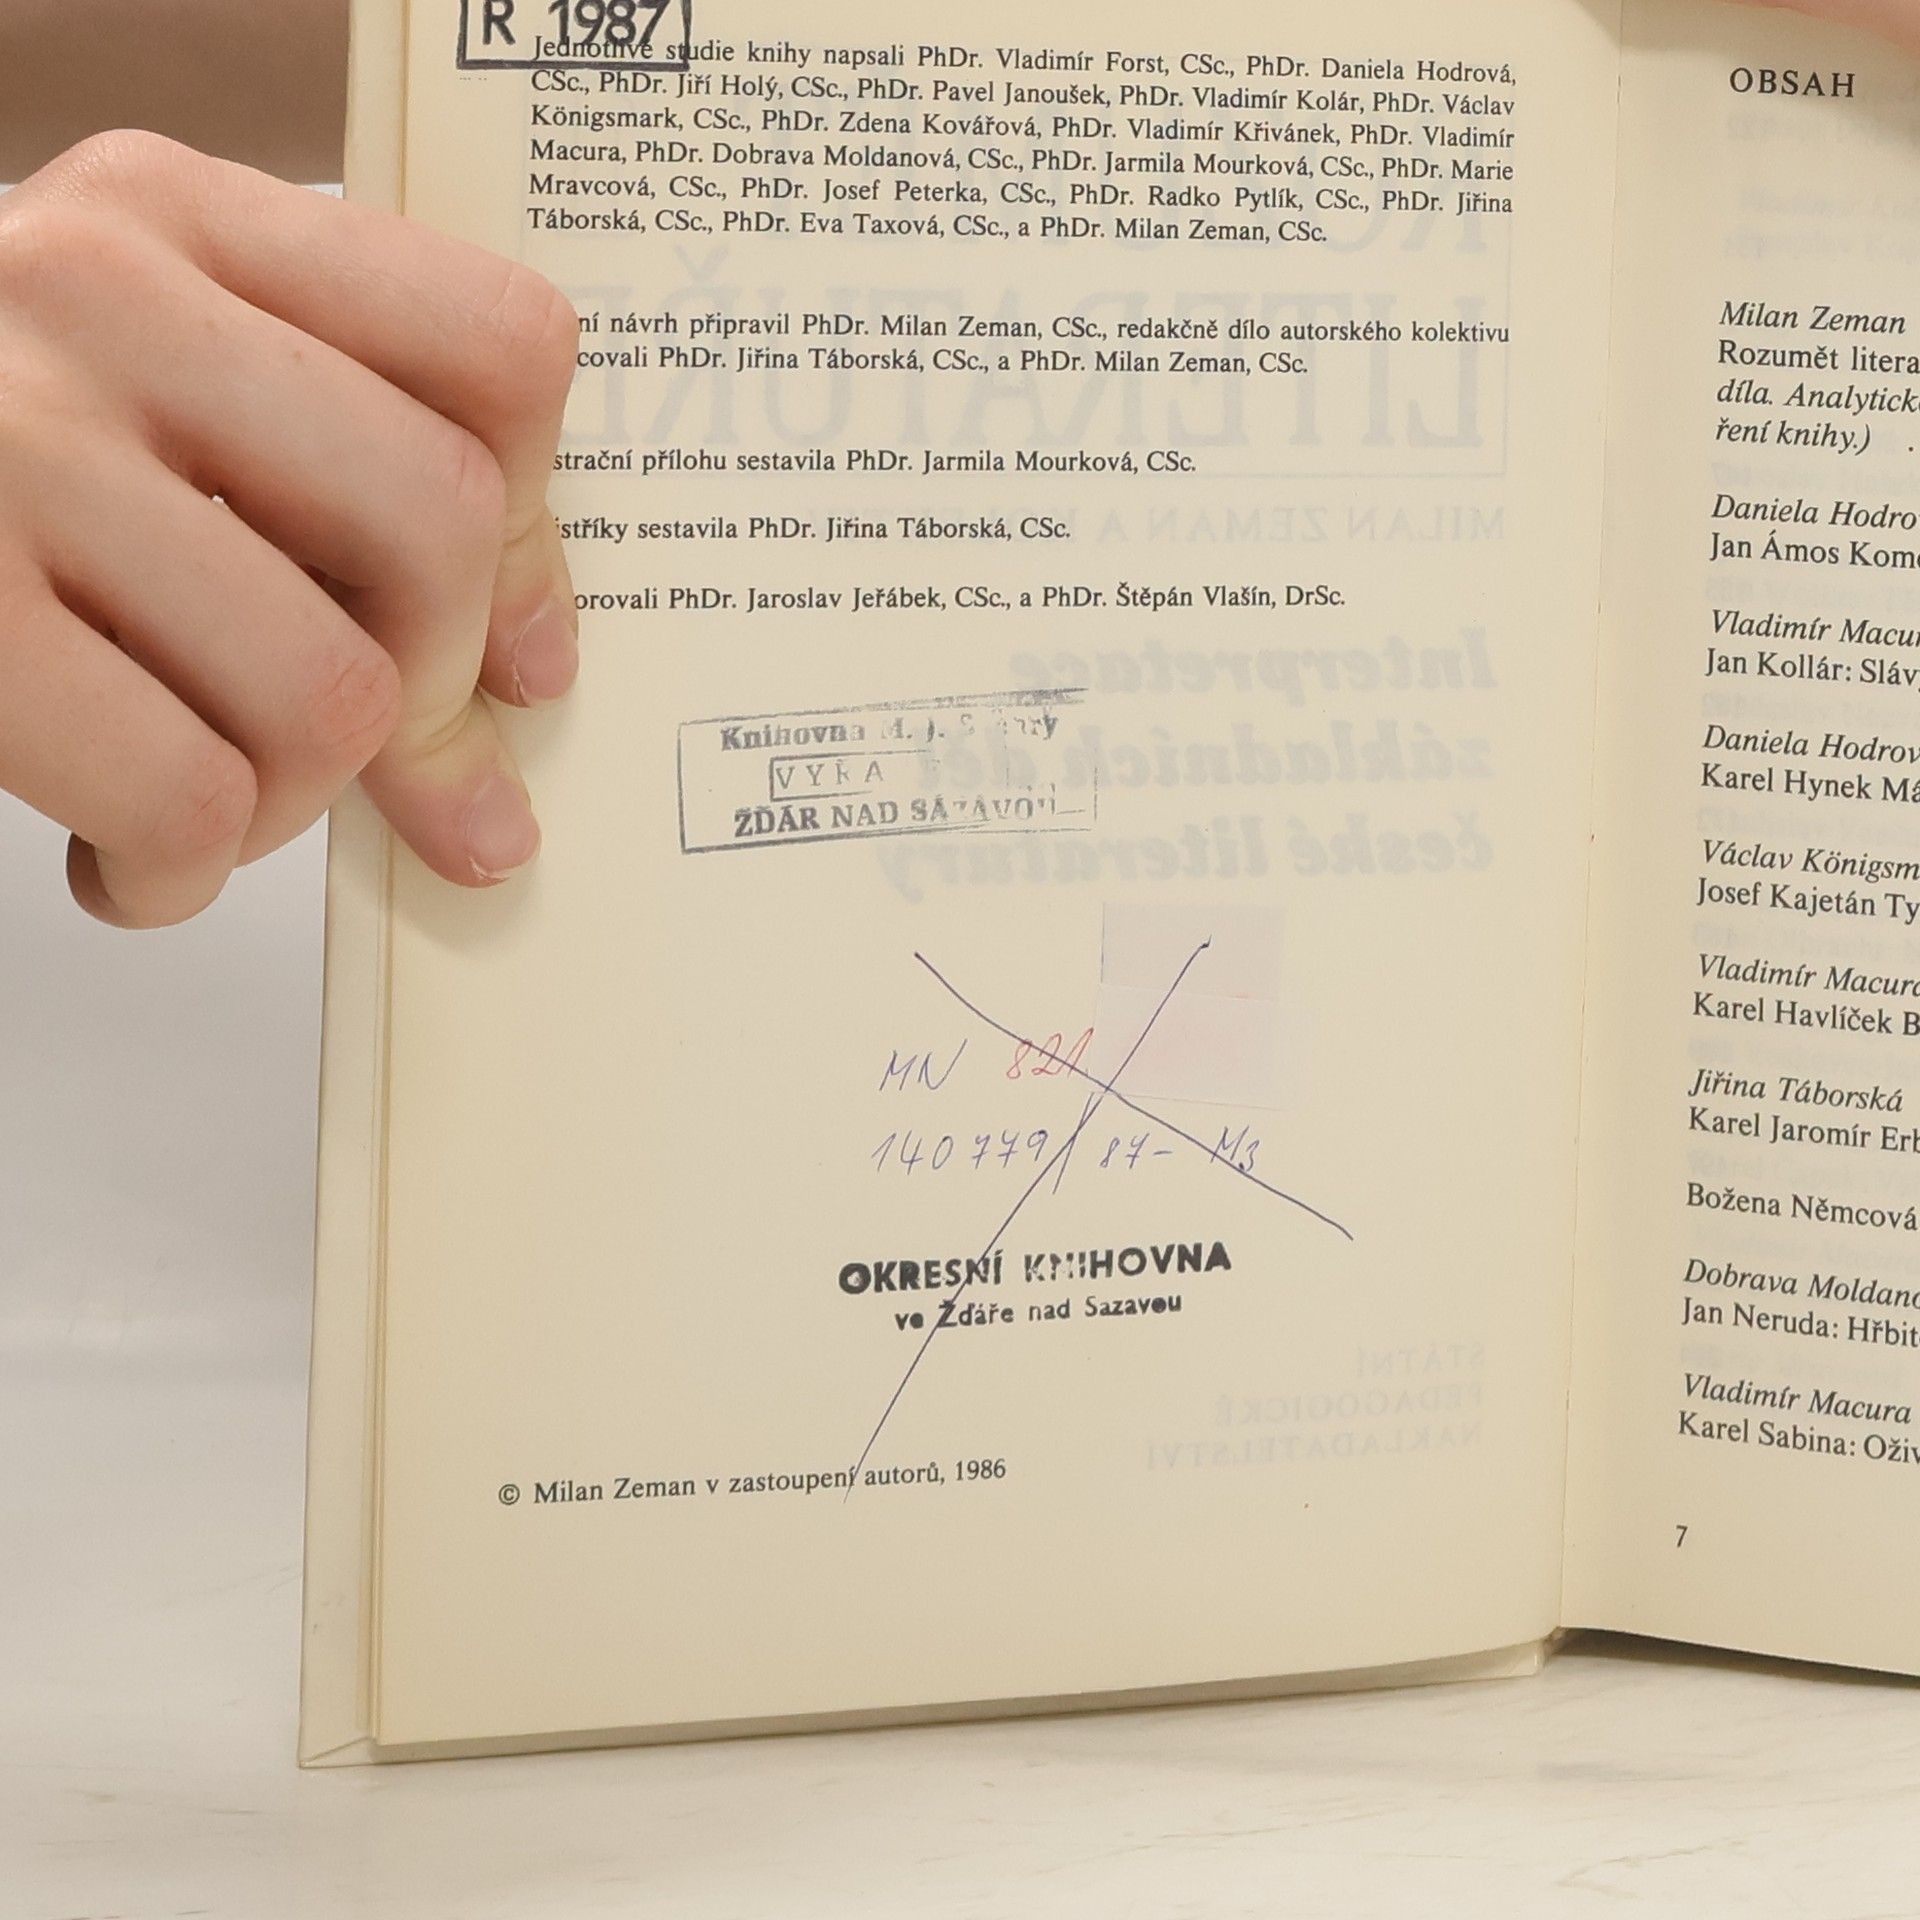 R 1987
Jednotlivé studie knihy napsali PhDr. Vladimír Forst, CSc., PhDr. Daniela Hodrová,
CSc., PhDr. Jiří Holý, CSc., PhDr. Pavel Janoušek, PhDr. Vladimír Kolár, PhDr. Václav
Königsmark, CSc., PhDr. Zdena Kovářová, PhDr. Vladimír Křivánek, PhDr. Vladimír
Macura, PhDr. Dobrava Moldanová, CSc., PhDr. Jarmila Mourková, CSc., PhDr. Marie
Mravcová, CSc., PhDr. Josef Peterka, CSc., PhDr. Radko Pytlík, CSc., PhDr. Jiřina
Táborská, CSc., PhDr. Eva Taxová, CSc., a PhDr. Milan Zeman, CSc.
ní návrh připravil PhDr. Milan Zeman, CSc., redakčně dílo autorského kolektivu
covali PhDr. Jiřina Táborská, CSc., a PhDr. Milan Zeman, CSc.
strační přílohu sestavila PhDr. Jarmila Mourková, CSc.
střílky sestavila PhDr. Jiřina Táborská, CSc.
orovali PhDr. Jaroslav Jeřábek, CSc., a PhDr. Štěpán Vlašín, DrSc.
Knihovna M. J.
ŽĎÁR NAD SÁZAVOU
MN 821
140 779/ 87- M3
OKRESNÍ KNIHOVNA
ve Žďáře nad Sazavou
© Milan Zeman v zastoupení autorů, 1986
OBSAH
Milan Zeman
Rozumět litera
díla. Analytick
ření knihy.) .
Daniela Hodro
Jan Ámos Kome
Vladimír Macu
Jan Kollár: Sláv
Daniela Hodrov
Karel Hynek Má
Václav Königsm
Josef Kajetán Ty
Vladimír Macura
Karel Havlíček B
Jiřina Táborská
Karel Jaromír Erb
Božena Němcová
Dobrava Moldano
Jan Neruda: Hřbit
Vladimír Macura
Karel Sabina: Oživ
7